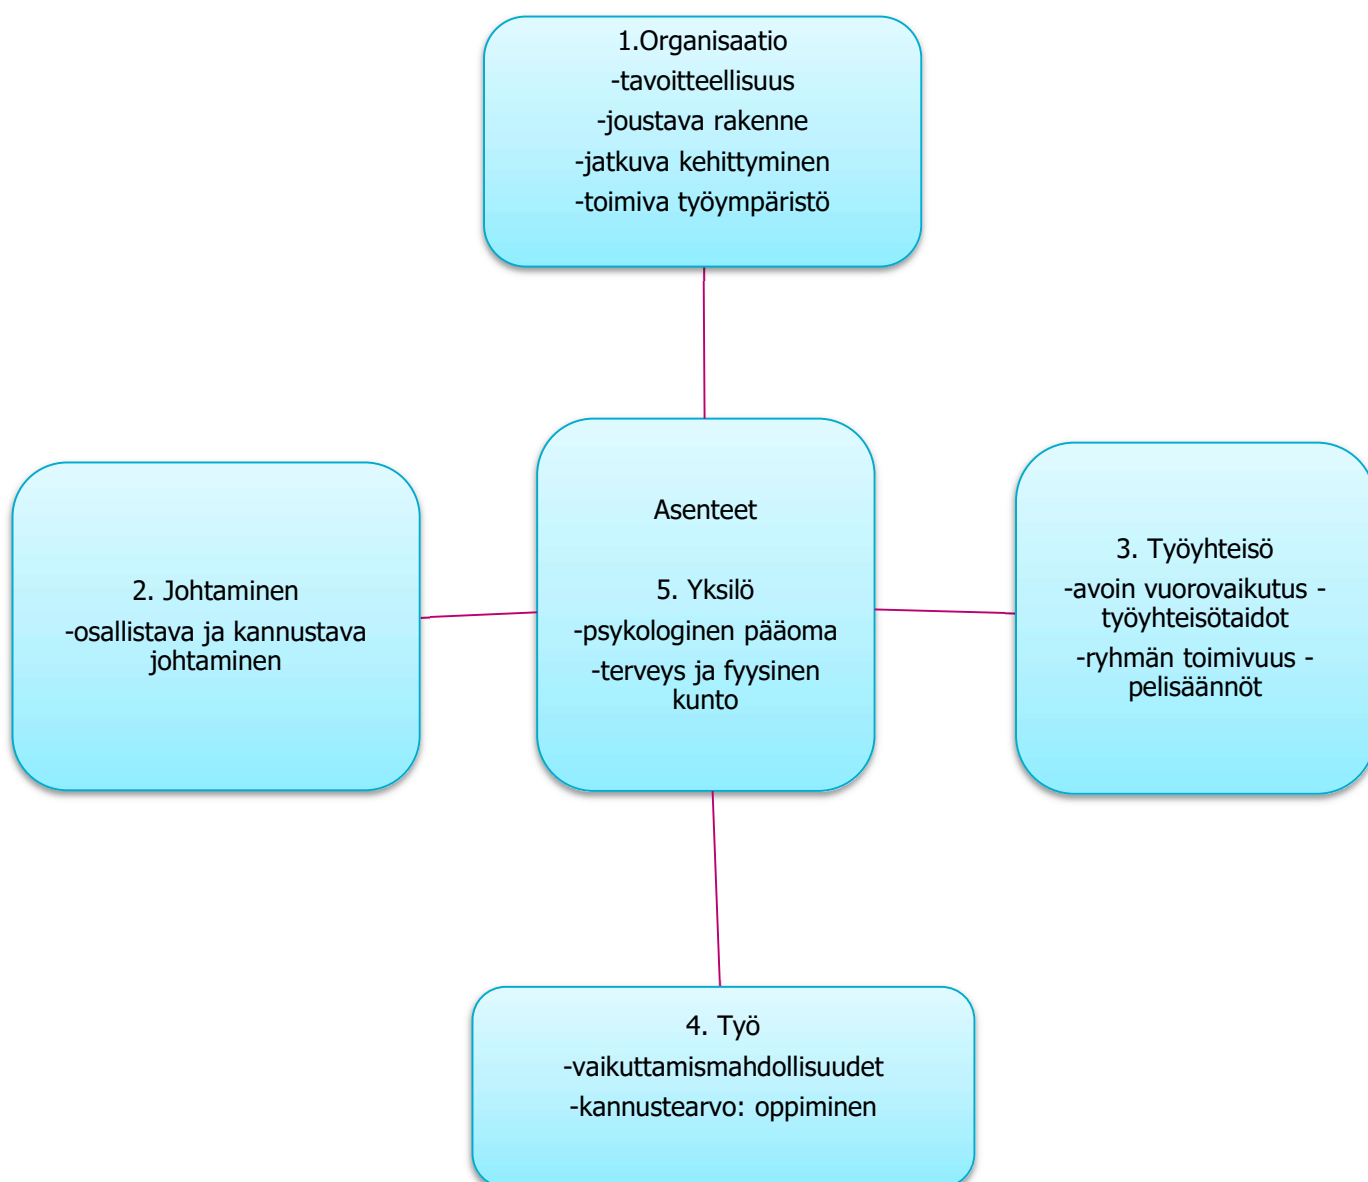 1.Organisaatio
-tavoitteellisuus
-joustava rakenne
-jatkuva kehittyminen
-toimiva työympäristö
2. Johtaminen
-osallistava ja kannustava
johtaminen
Asenteet
5. Yksilö
-psykologinen pääoma
-terveys ja fyysinen
kunto
3. Työyhteisö
-avoin vuorovaikutus -
työyhteisötaidot
-ryhmän toimivuus -
pelisäännöt
4. Työ
-vaikuttamismahdollisuudet
-kannustearvo: oppiminen